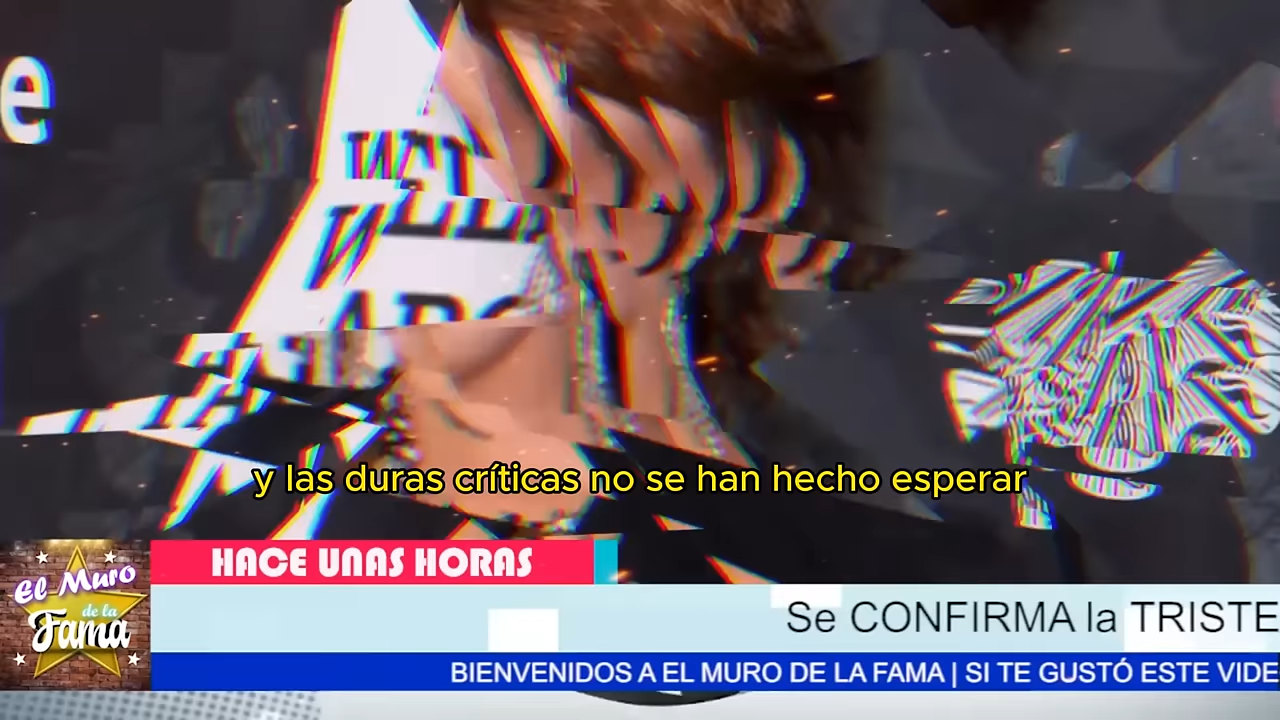 e
y las duras críticas no se han hecho esperar
HACE UNAS HORAS
El Muro
de la
Fama
Se CONFIRMA la TRISTE
BIENVENIDOS A EL MURO DE LA FAMA | SI TE GUSTÓ ESTE VIDE